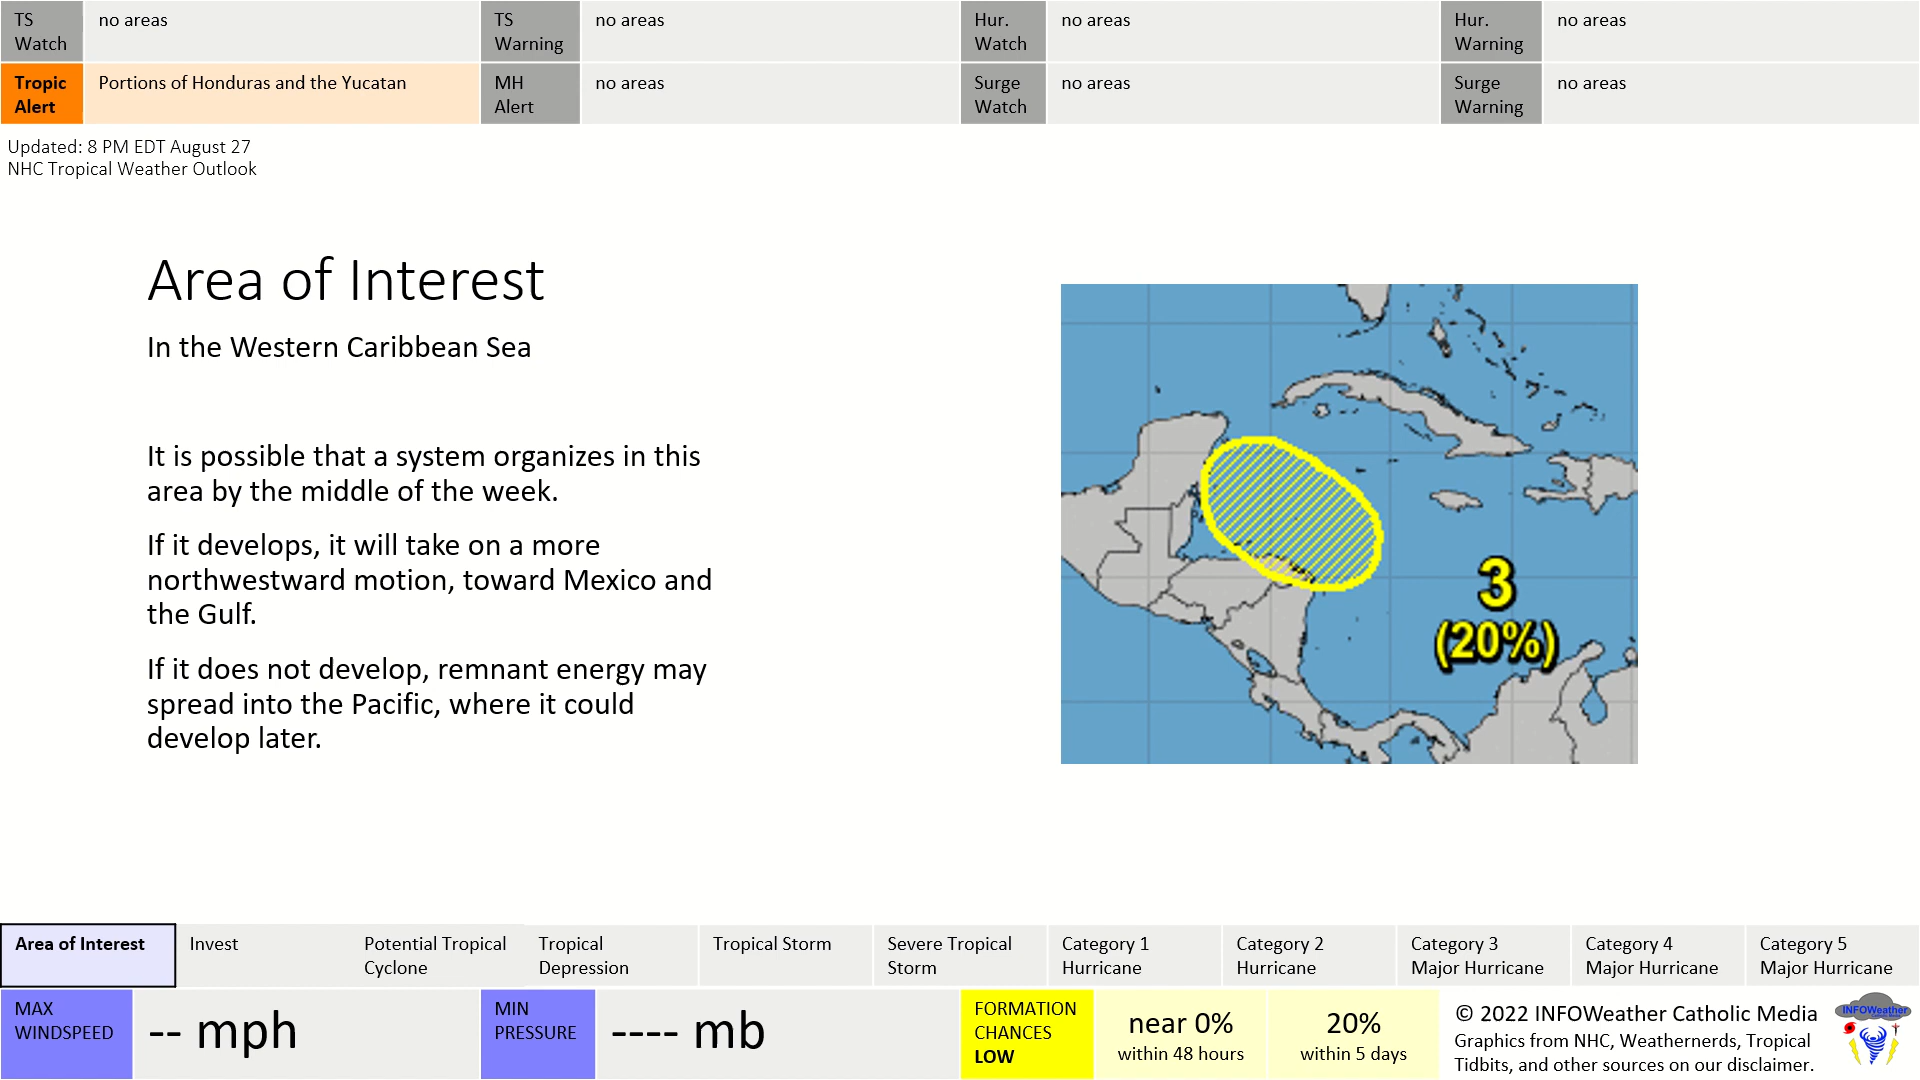 TS
Watch
no areas
TS
Warning
no areas
Hur.
Watch
no areas
Hur.
Warning
no areas
Tropic
Alert
Portions of Honduras and the Yucatan
MH
Alert
no areas
Surge
Watch
no areas
Surge
Warning
no areas
Updated: 8 PM EDT August 27
NHC Tropical Weather Outlook
Area of Interest
In the Western Caribbean Sea
It is possible that a system organizes in this
area by the middle of the week.
If it develops, it will take on a more
northwestward motion, toward Mexico and
the Gulf.
If it does not develop, remnant energy may
spread into the Pacific, where it could
develop later.
3
(20%)
Area of Interest
Invest
Potential Tropical
Cyclone
Tropical
Depression
Tropical Storm
Severe Tropical
Storm
Category 1
Hurricane
Category 2
Hurricane
Category 3
Major Hurricane
Category 4
Major Hurricane
Category 5
Major Hurricane
MAX
WINDSPEED
-- mph
MIN
PRESSURE
---- mb
FORMATION
CHANCES
LOW
near 0%
within 48 hours
20%
within 5 days
© 2022 INFOWeather Catholic Media
Graphics from NHC, Weathernerds, Tropical
Tidbits, and other sources on our disclaimer.
INFOWeather